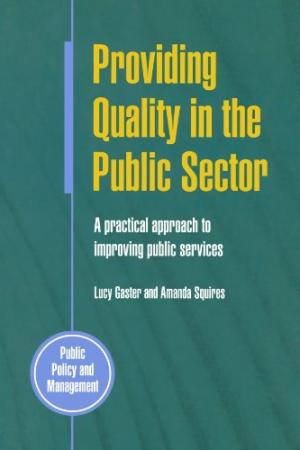 Providing
Quality in the
Public Sector
A practical approach to
improving public services
Lucy Gaster and Amanda Squires
Public
Policy and
Management